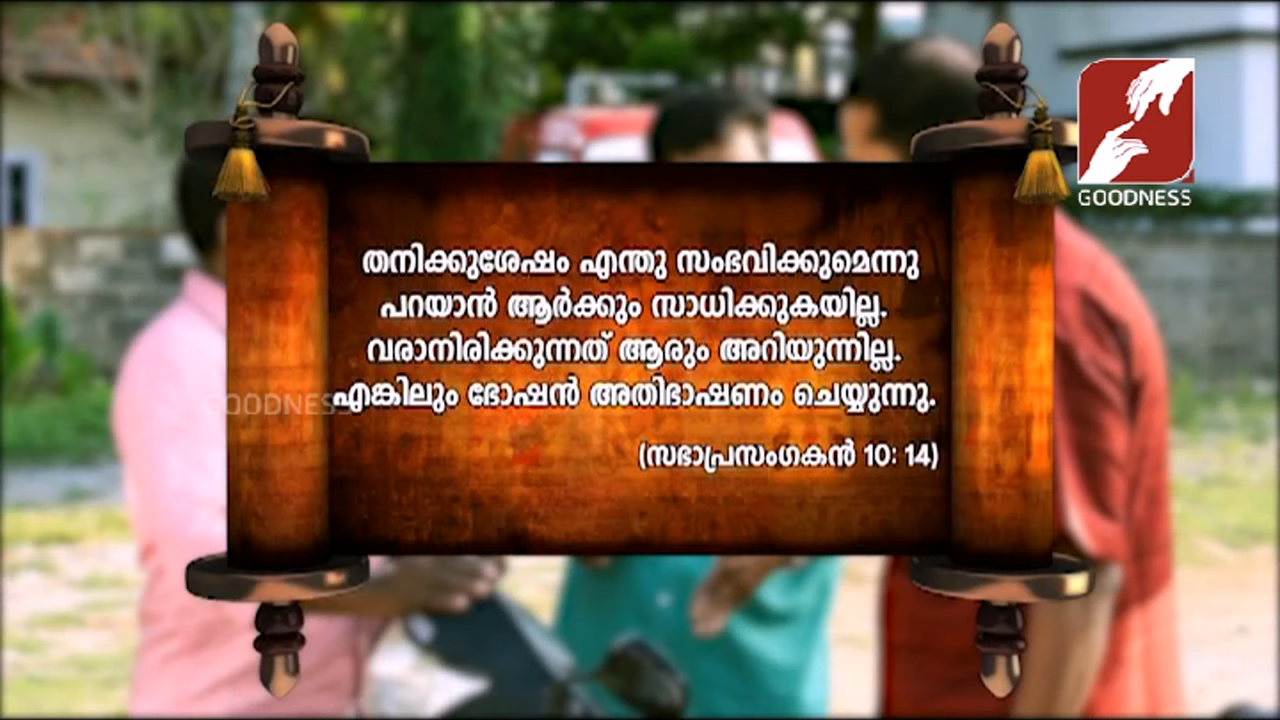 GOODNESS
തനിക്കുശേഷം എന്തു സംഭവിക്കുമെന്നു
പറയാൻ ആർക്കും സാധിക്കുകയില്ല.
വരാനിരിക്കുന്നത് ആരും അറിയുന്നില്ല.
GOODNESS
എങ്കിലും ഭോഷൻ അതിഭാഷണം ചെയ്യുന്നു.
(സഭാപ്രസംഗകൻ 10: 14)